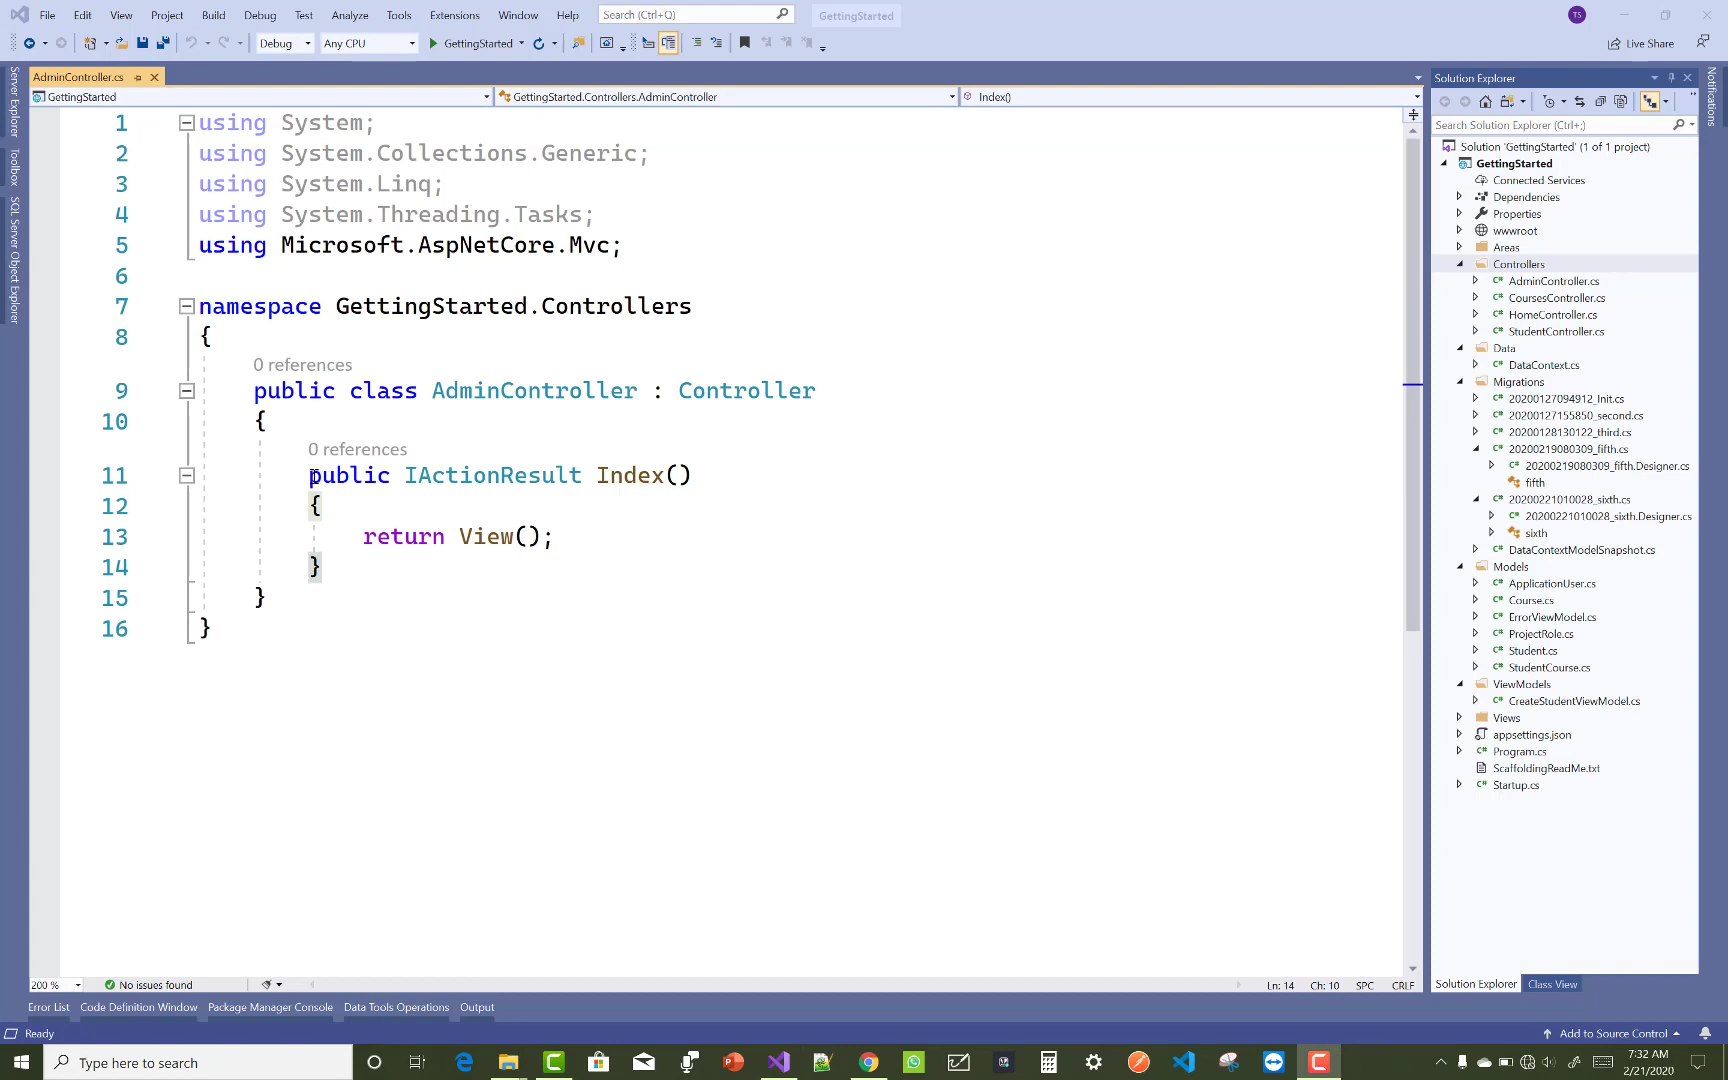 File Edit View Project Build Debug Test Analyze Tools Extensions Window Help Search (Ctrl+Q) GettingStarted TS
Debug Any CPU GettingStarted Live Share
AdminController.cs
GettingStarted GettingStarted.Controllers.AdminController Index()
Server Explorer
Toolbox
SQL Server Object Explorer
1 using System;
2 using System.Collections.Generic;
3 using System.Linq;
4 using System.Threading.Tasks;
5 using Microsoft.AspNetCore.Mvc;
6
7 namespace GettingStarted.Controllers
8 {
0 references
9 public class AdminController : Controller
10 {
0 references
11 public IActionResult Index()
12 {
13 return View();
14 }
15 }
16 }
200 % No issues found Ln: 14 Ch: 10 SPC CRLF
Error List Code Definition Window Package Manager Console Data Tools Operations Output
Solution Explorer
Search Solution Explorer (Ctrl+;)
Solution 'GettingStarted' (1 of 1 project)
GettingStarted
Connected Services
Dependencies
Properties
wwwroot
Areas
Controllers
C# AdminController.cs
C# CoursesController.cs
C# HomeController.cs
C# StudentController.cs
Data
C# DataContext.cs
Migrations
C# 20200127094912_Init.cs
C# 20200127155850_second.cs
C# 20200128130122_third.cs
C# 20200219080309_fifth.cs
C# 20200219080309_fifth.Designer.cs
fifth
C# 20200221010028_sixth.cs
C# 20200221010028_sixth.Designer.cs
sixth
C# DataContextModelSnapshot.cs
Models
C# ApplicationUser.cs
C# Course.cs
C# ErrorViewModel.cs
C# ProjectRole.cs
C# Student.cs
C# StudentCourse.cs
ViewModels
C# CreateStudentViewModel.cs
Views
appsettings.json
C# Program.cs
ScaffoldingReadMe.txt
C# Startup.cs
Solution Explorer Class View
Notifications
Ready Add to Source Control
Type here to search
7:32 AM
2/21/2020